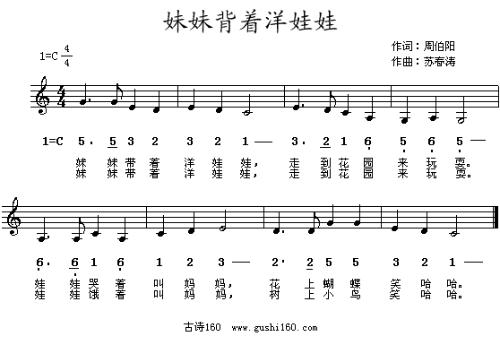 妹妹背着洋娃娃
1=C 4/4
作词：周伯阳
作曲：苏春涛
1=C 5. 5 3 2 3 2 1 — 3. 2 1 6 5 6 5 —
妹 妹 带 着 洋 娃 娃， 走 到 花 园 来 玩 耍。
妹 妹 带 着 洋 娃 娃， 走 到 花 园 来 玩 耍。
6. 6 1 6 1 2 3 — 2. 2 5 5 3 2 1 —
娃 娃 哭 着 叫 妈 妈， 花 上 蝴 蝶 笑 哈 哈。
娃 娃 饿 着 叫 妈 妈， 树 上 小 鸟 笑 哈 哈。
古诗160 www.gushi160.com